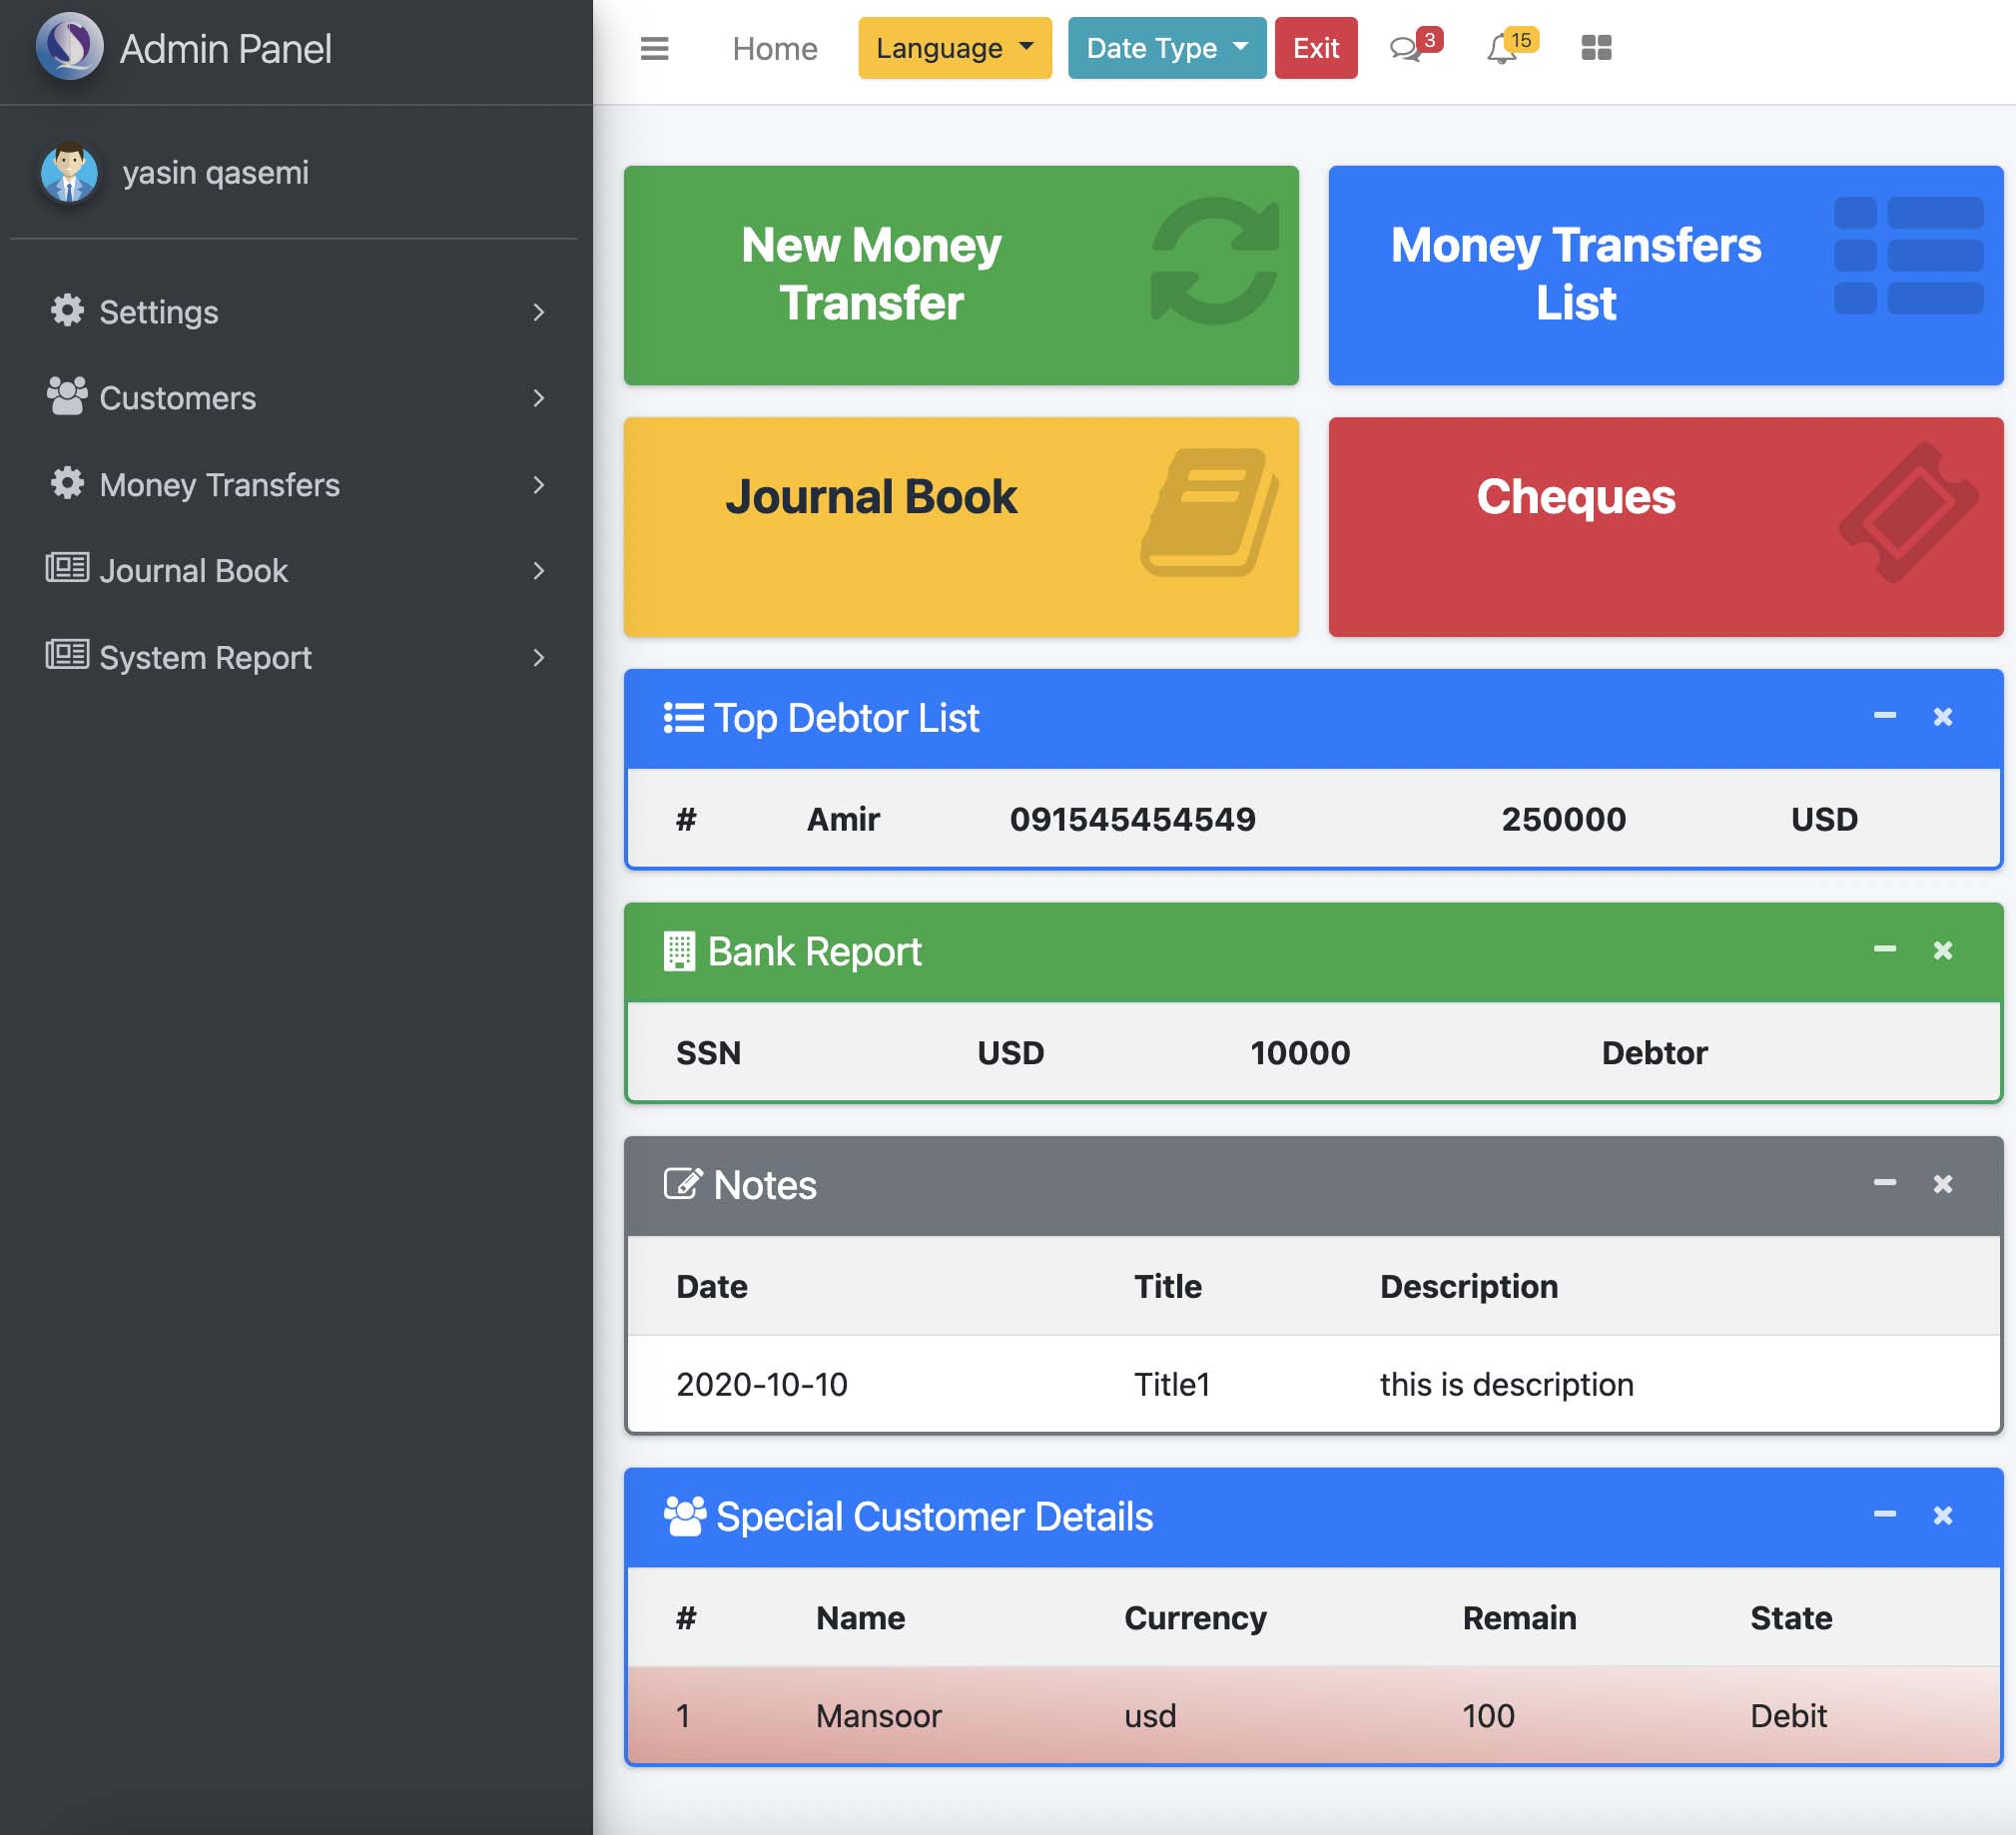 Admin Panel
Home
Language
Date Type
Exit
3
15
yasin qasemi
Settings
Customers
Money Transfers
Journal Book
System Report
New Money
Transfer
Money Transfers
List
Journal Book
Cheques
Top Debtor List
# Amir 091545454549 250000 USD
Bank Report
SSN USD 10000 Debtor
Notes
Date Title Description
2020-10-10 Title1 this is description
Special Customer Details
# Name Currency Remain State
1 Mansoor usd 100 Debit